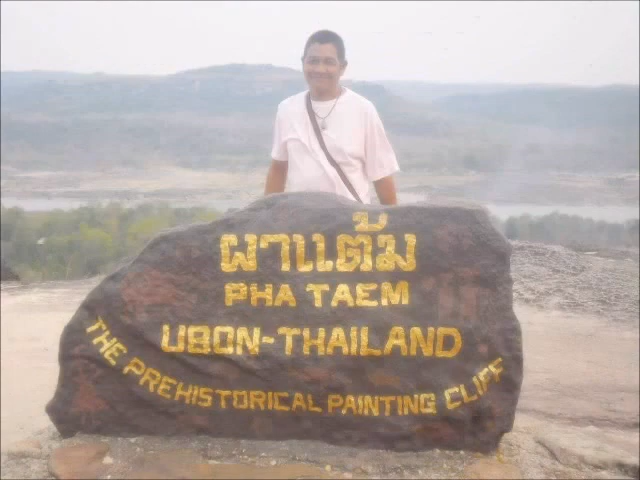 ผาแต้ม
PHA TAEM
UBON-THAILAND
THE PREHISTORICAL PAINTING CLIFF